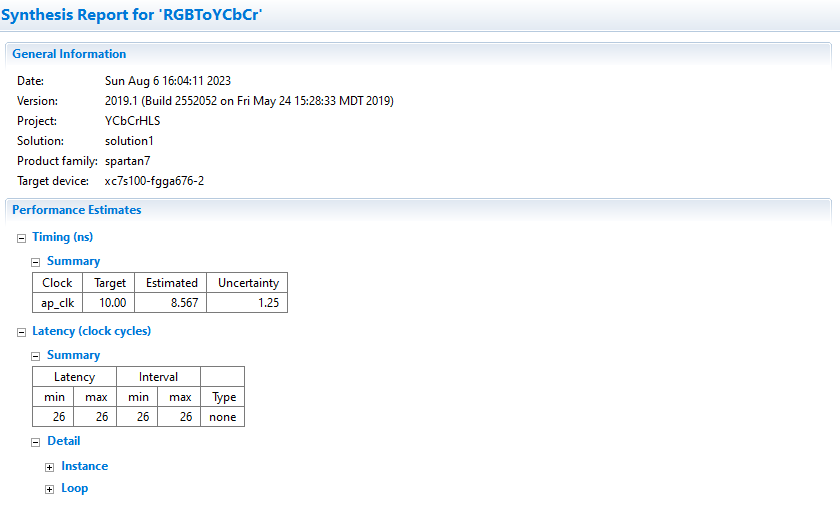 Synthesis Report for 'RGBToYCbCr'
General Information
Date: Sun Aug 6 16:04:11 2023
Version: 2019.1 (Build 2552052 on Fri May 24 15:28:33 MDT 2019)
Project: YCbCrHLS
Solution: solution1
Product family: spartan7
Target device: xc7s100-fgga676-2
Performance Estimates
Timing (ns)
Summary
Clock Target Estimated Uncertainty
ap_clk 10.00 8.567 1.25
Latency (clock cycles)
Summary
Latency Interval
min max min max Type
26 26 26 26 none
Detail
Instance
Loop